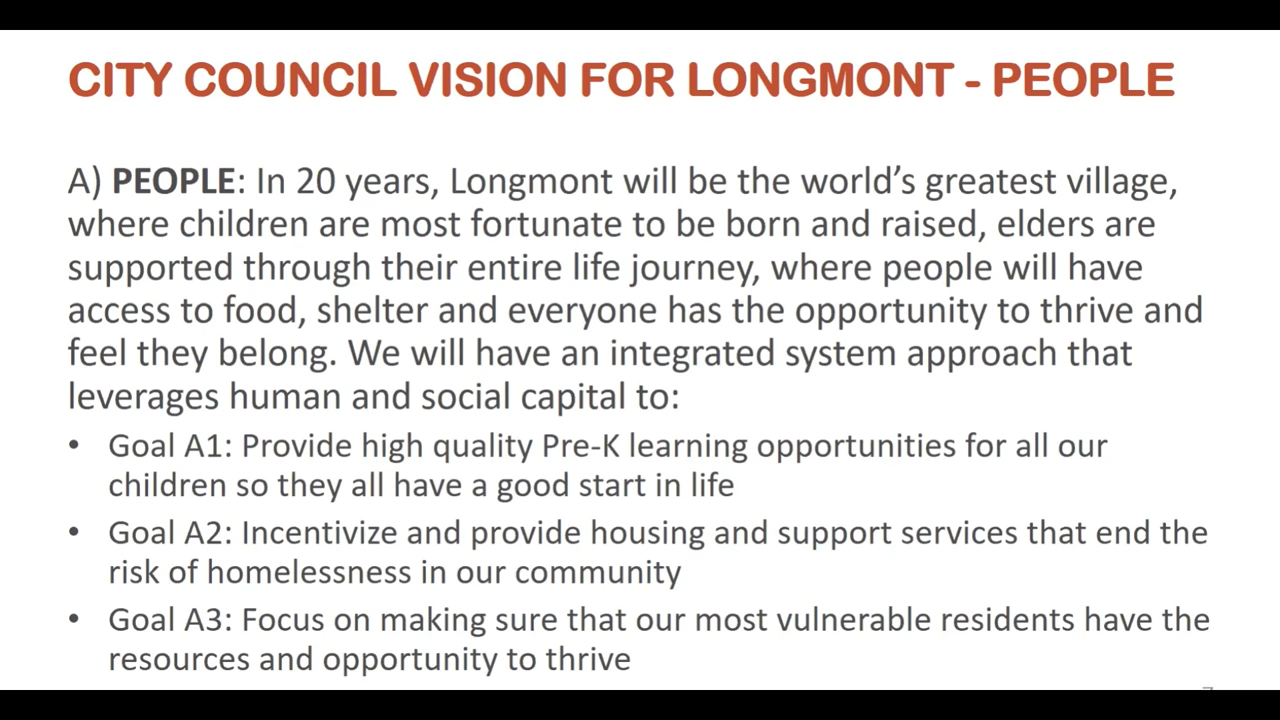 CITY COUNCIL VISION FOR LONGMONT - PEOPLE
A) PEOPLE: In 20 years, Longmont will be the world’s greatest village,
where children are most fortunate to be born and raised, elders are
supported through their entire life journey, where people will have
access to food, shelter and everyone has the opportunity to thrive and
feel they belong. We will have an integrated system approach that
leverages human and social capital to:
• Goal A1: Provide high quality Pre-K learning opportunities for all our
children so they all have a good start in life
• Goal A2: Incentivize and provide housing and support services that end the
risk of homelessness in our community
• Goal A3: Focus on making sure that our most vulnerable residents have the
resources and opportunity to thrive